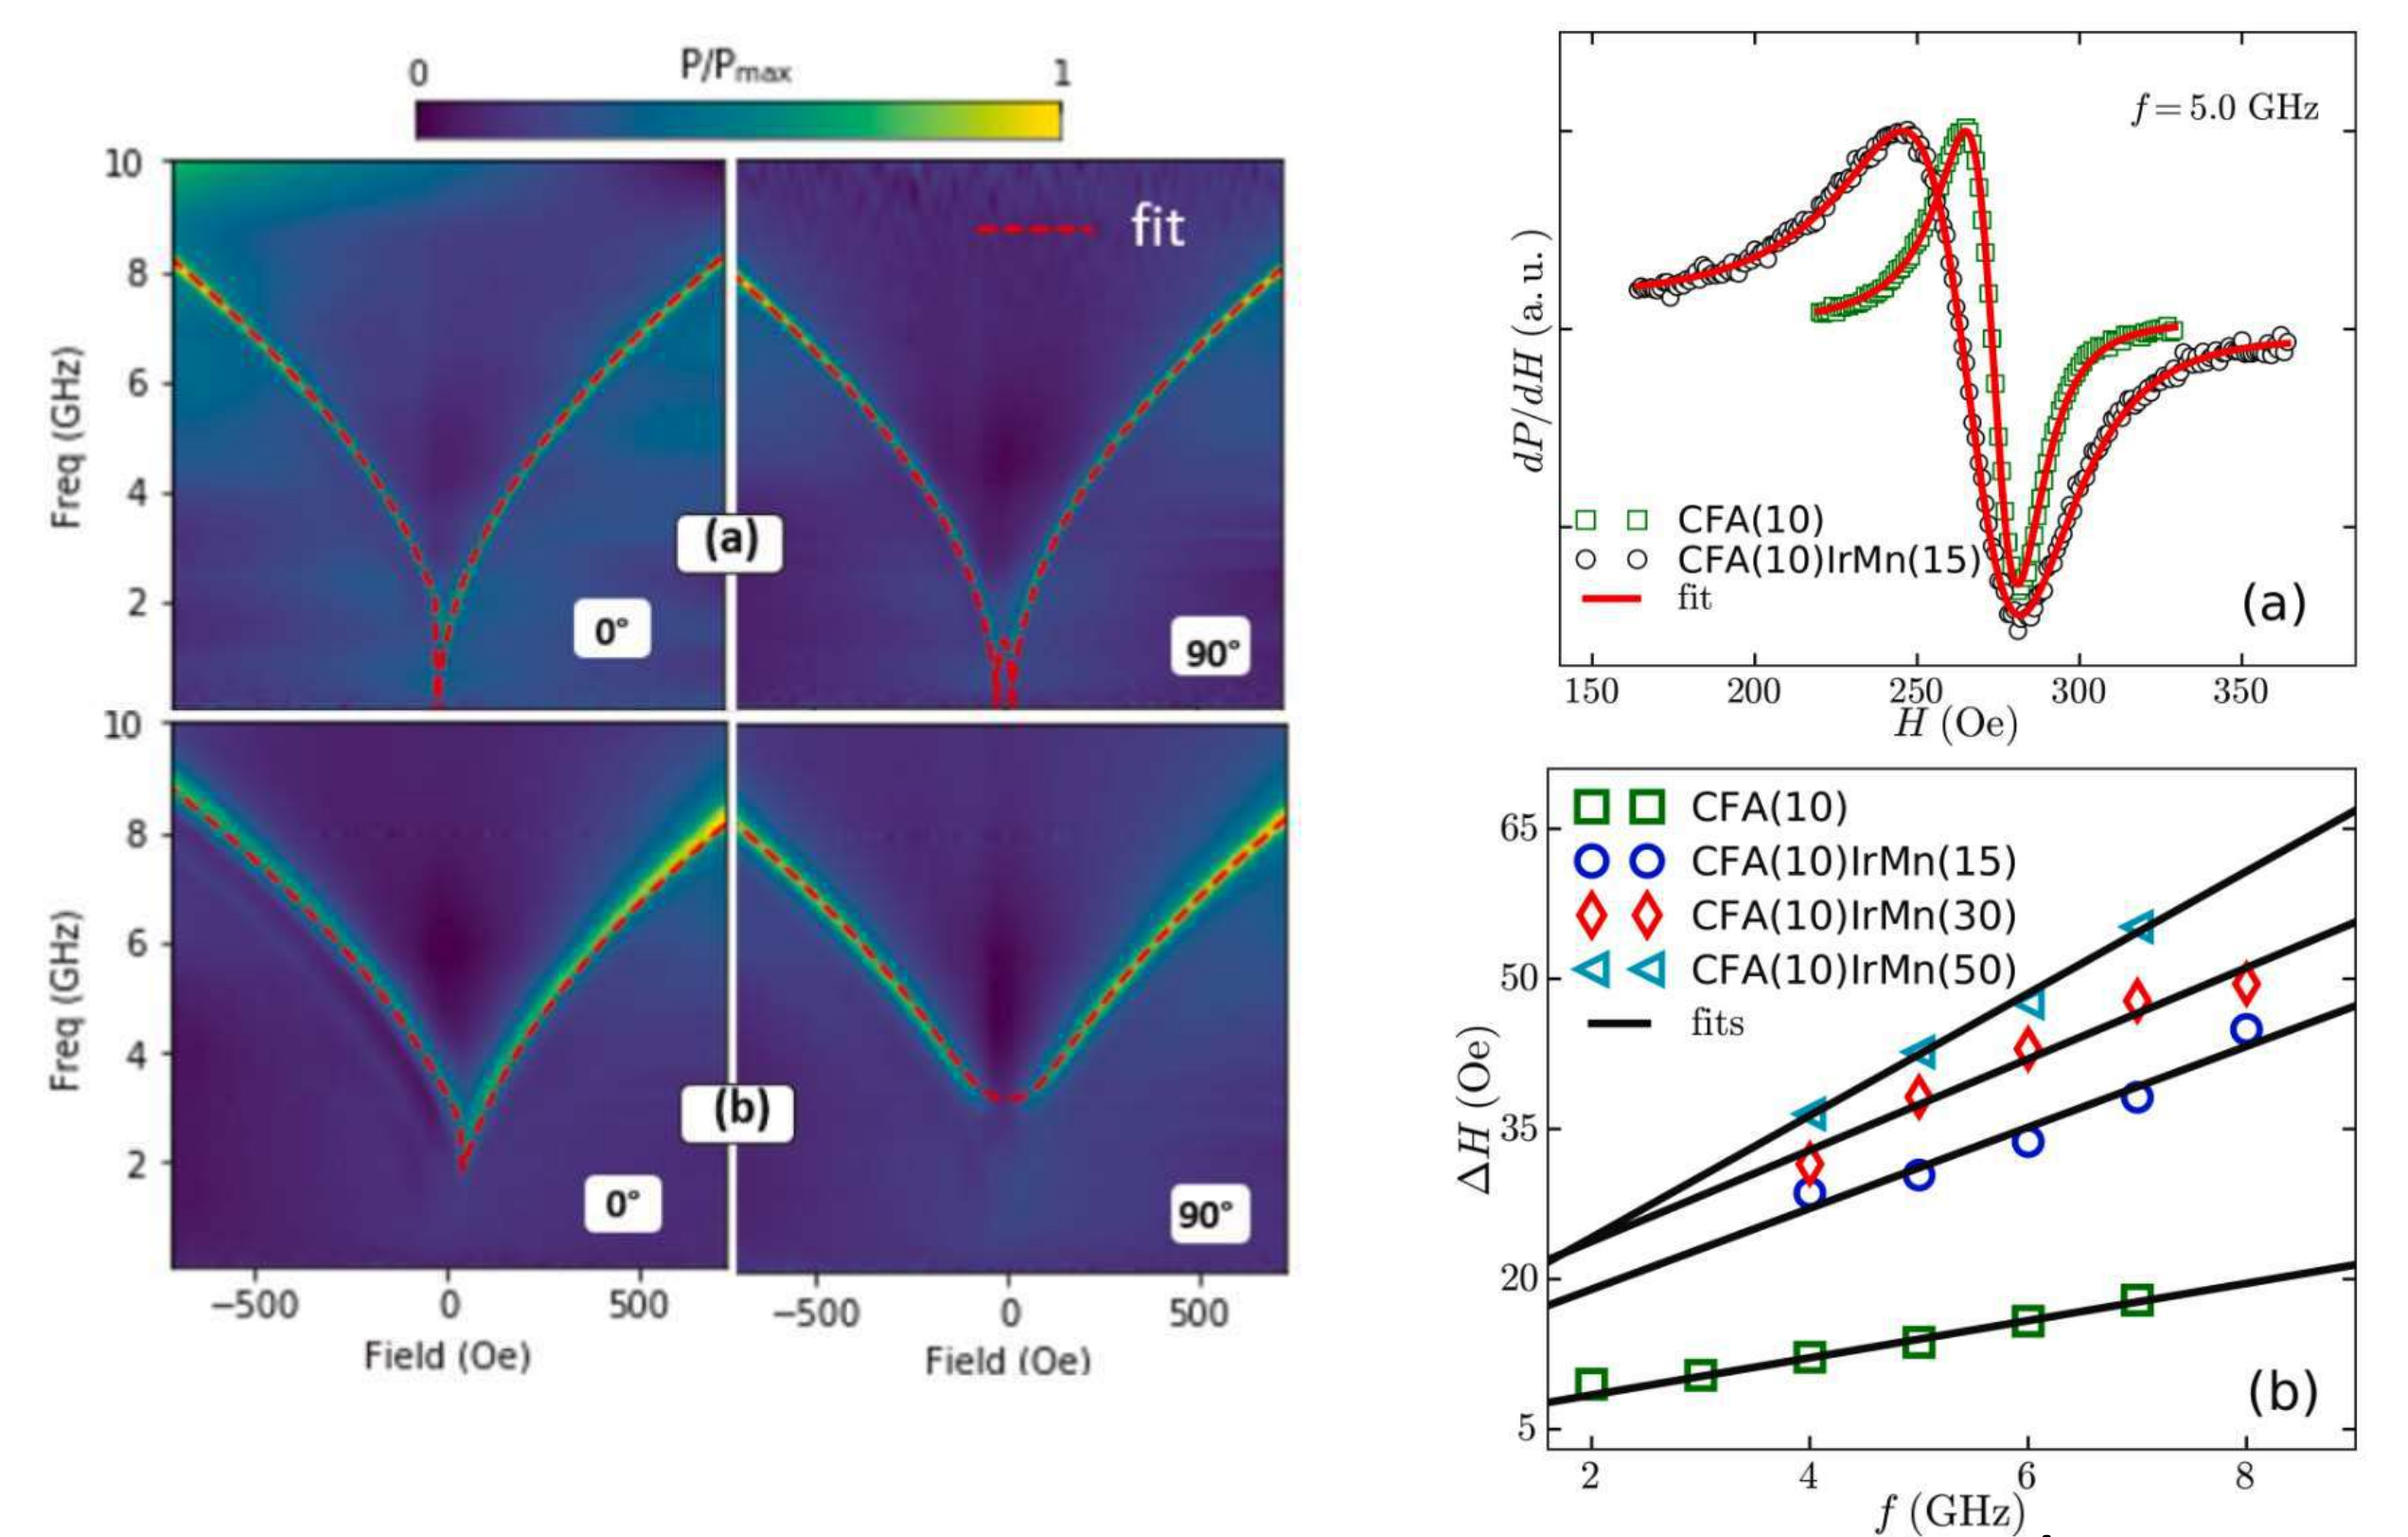 0 P/Pmax 1
10
8
6
4
2
Freq (GHz)
fit
(a)
0°
90°
10
8
6
4
2
Freq (GHz)
(b)
0°
90°
−500 0 500
−500 0 500
Field (Oe)
Field (Oe)
f = 5.0 GHz
dP/dH (a. u.)
CFA(10)
CFA(10)IrMn(15)
fit
(a)
150 200 250 300 350
H (Oe)
CFA(10)
CFA(10)IrMn(15)
CFA(10)IrMn(30)
CFA(10)IrMn(50)
fits
65
50
35
20
5
ΔH (Oe)
(b)
2 4 6 8
f (GHz)